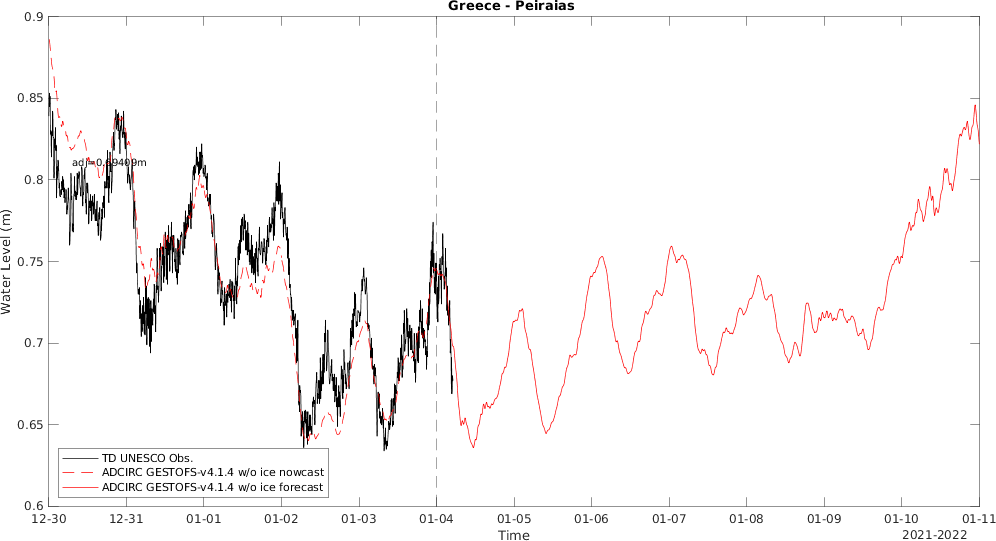 Greece - Peiraias
0.9
0.85
0.8
0.75
0.7
0.65
0.6
Water Level (m)
TD UNESCO Obs.
ADCIRC GESTOFS-v4.1.4 w/o ice nowcast
ADCIRC GESTOFS-v4.1.4 w/o ice forecast
12-30 12-31 01-01 01-02 01-03 01-04 01-05 01-06 01-07 01-08 01-09 01-10 01-11
Time
2021-2022